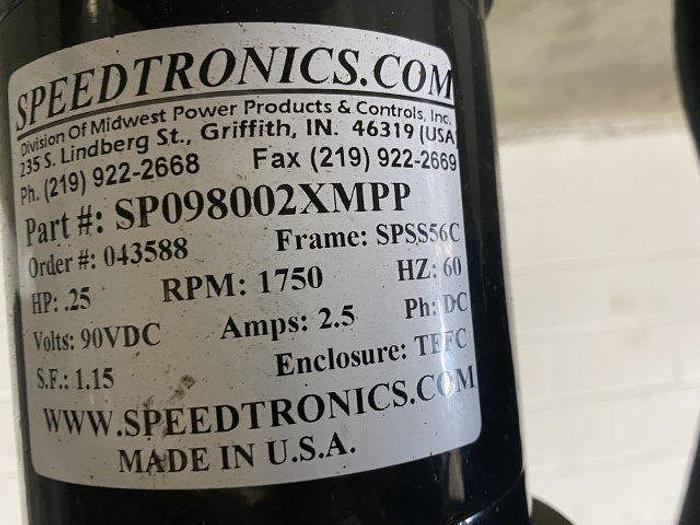 SPEEDTRONICS.COM
Division Of Midwest Power Products & Controls, Inc.
235 S. Lindberg St., Griffith, IN. 46319 (USA
Ph. (219) 922-2668 Fax (219) 922-2669
Part #: SP098002XMPP
Order #: 043588 Frame: SPSS56C
HP: .25 RPM: 1750 HZ: 60
Volts: 90VDC Amps: 2.5 Ph: DC
S.F.: 1.15 Enclosure: TEFC
WWW.SPEEDTRONICS.COM
MADE IN U.S.A.